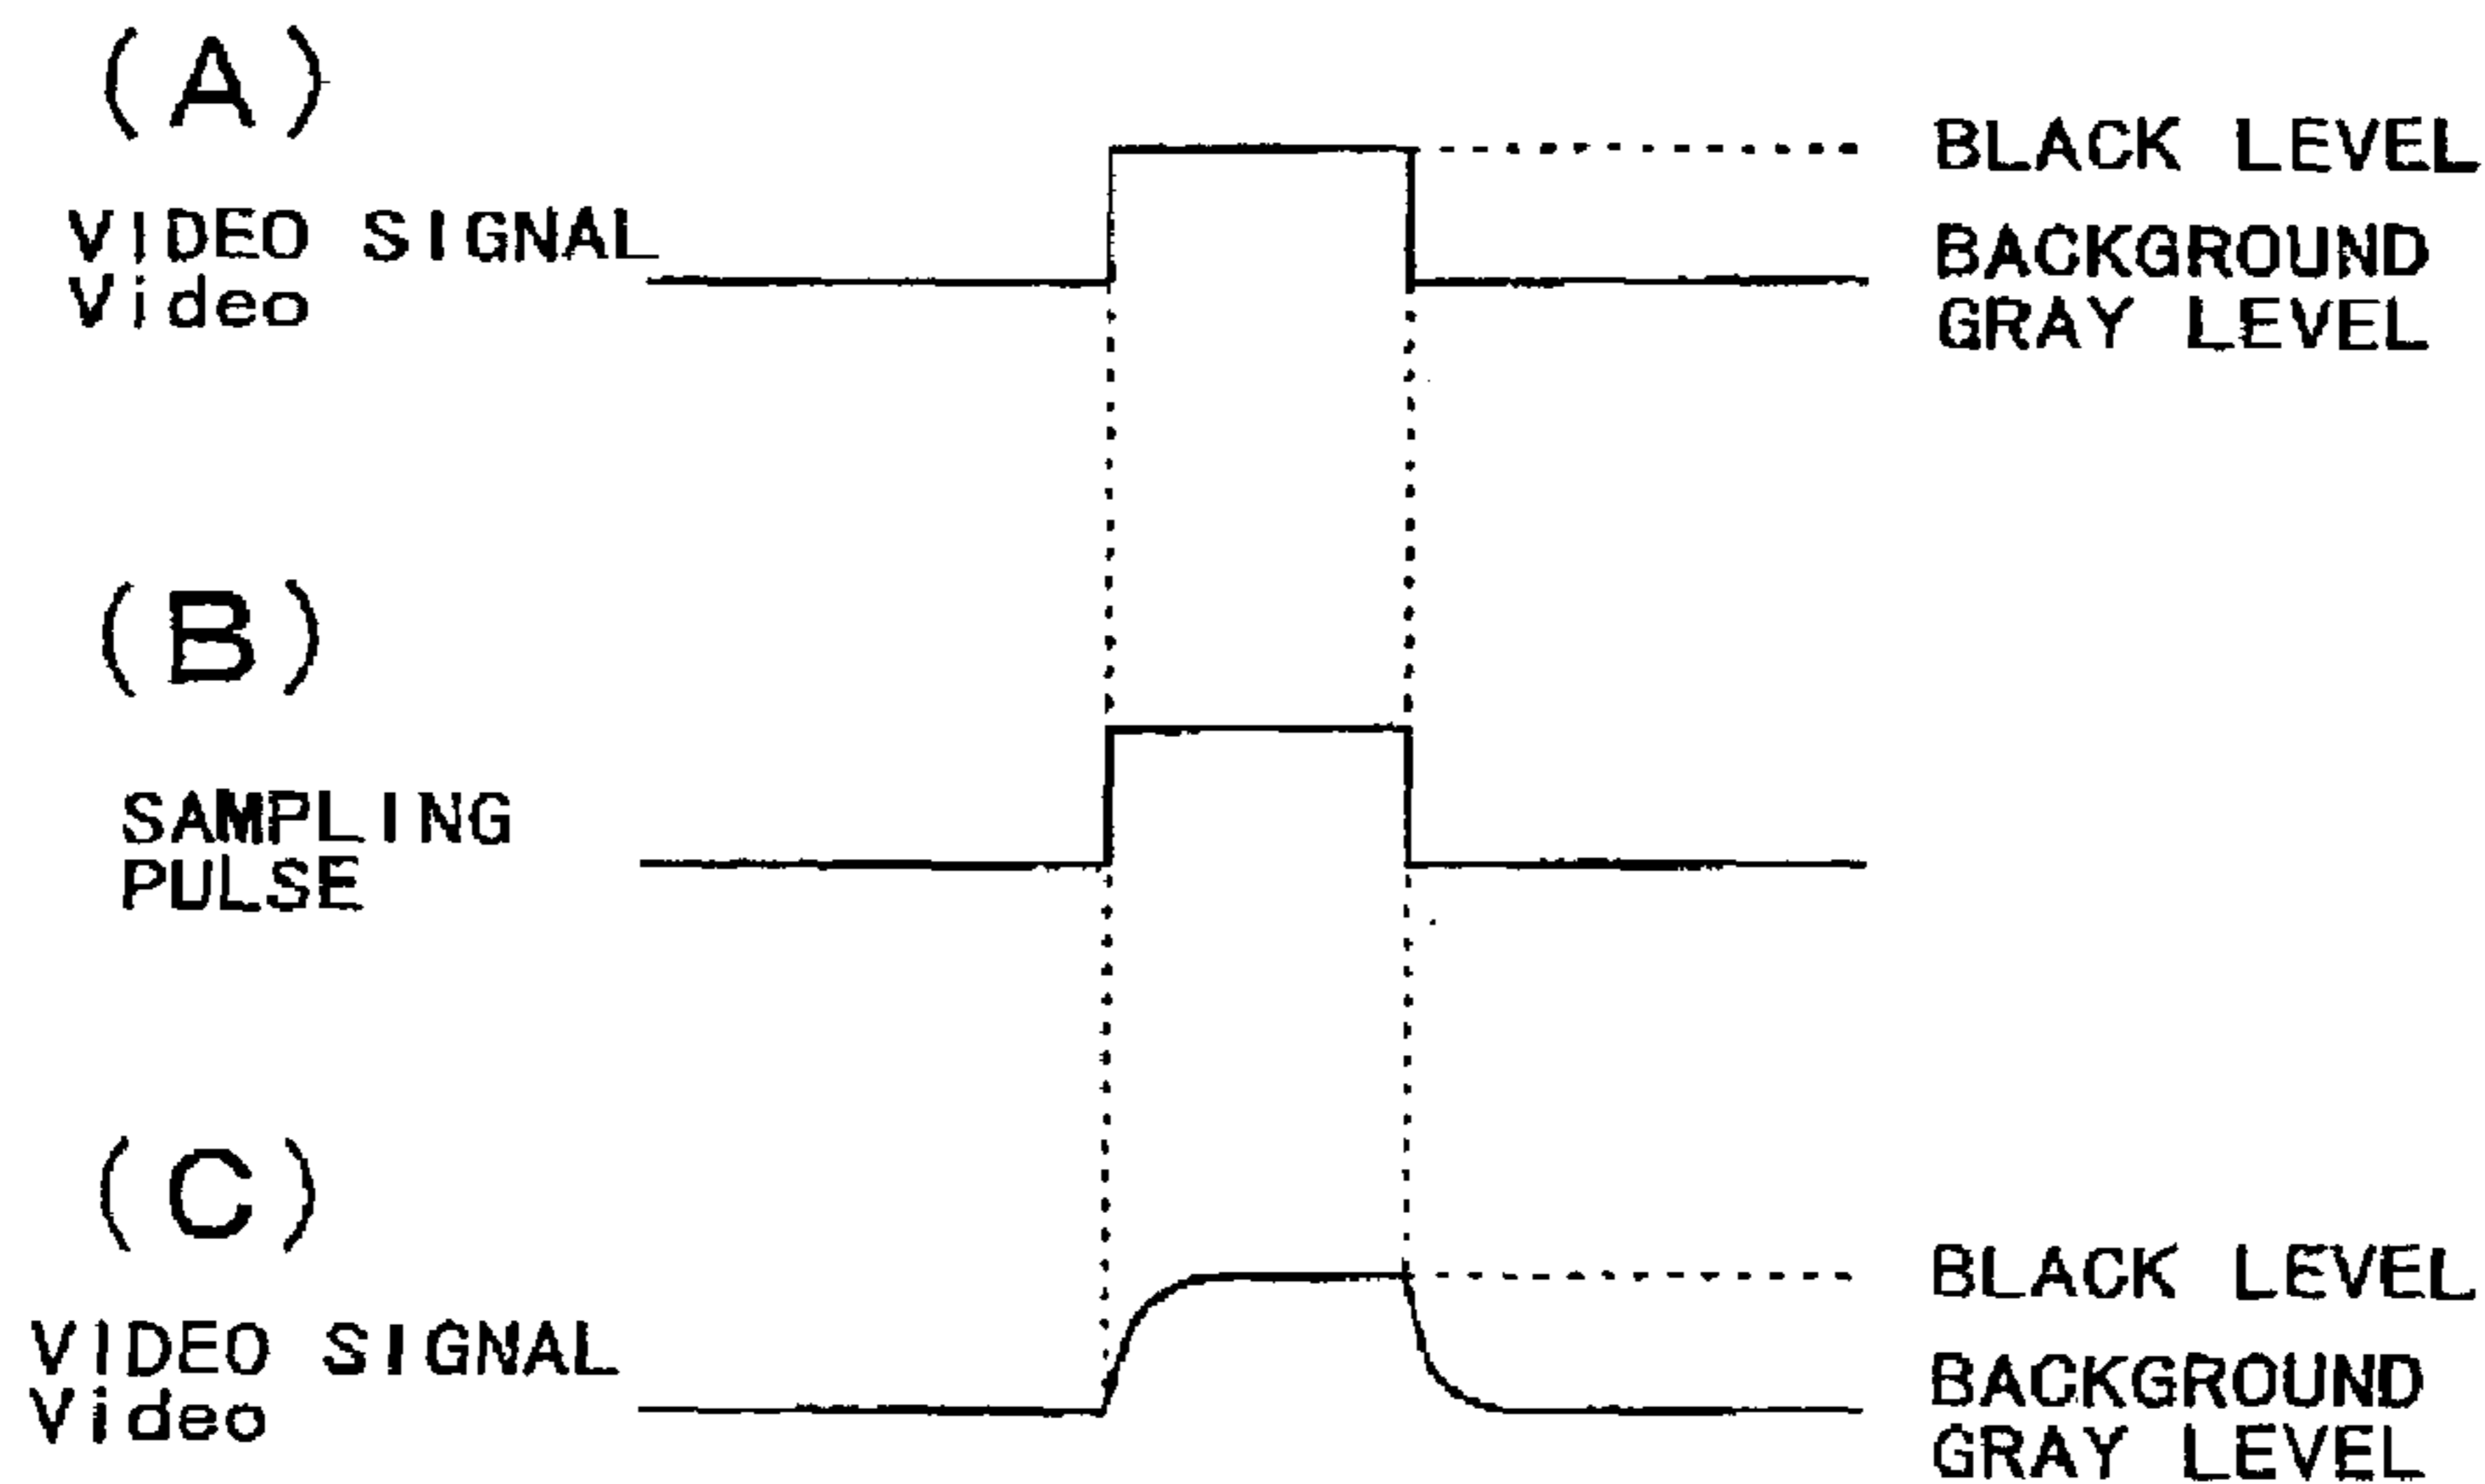 (A)
BLACK LEVEL
VIDEO SIGNAL
Video
BACKGROUND
GRAY LEVEL
(B)
SAMPLING
PULSE
(C)
BLACK LEVEL
VIDEO SIGNAL
Video
BACKGROUND
GRAY LEVEL